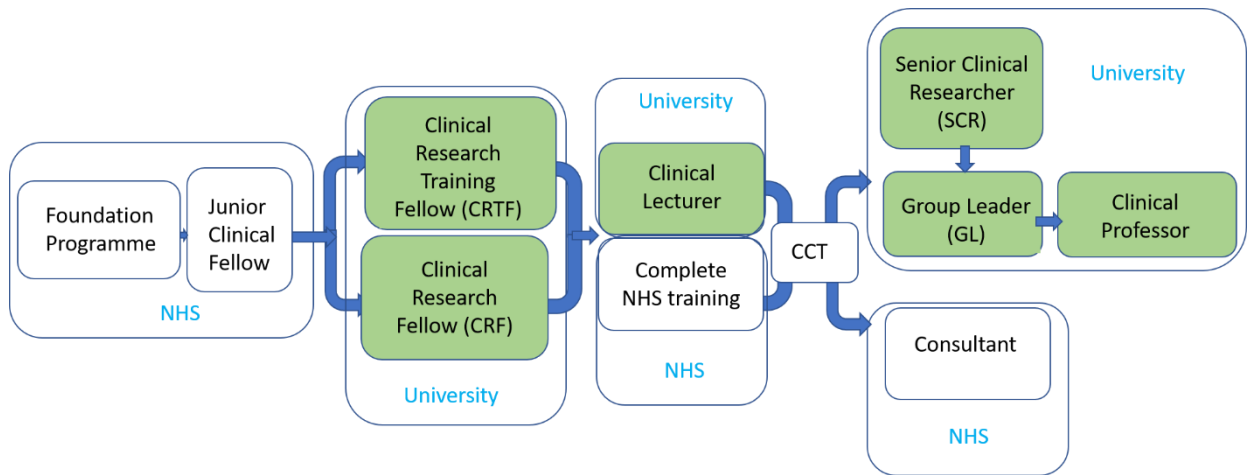 Foundation
Programme
Junior
Clinical
Fellow
NHS
Clinical
Research
Training
Fellow (CRTF)
Clinical
Research
Fellow (CRF)
University
University
Clinical
Lecturer
Complete
NHS training
NHS
CCT
Senior Clinical
Researcher
(SCR)
University
Group Leader
(GL)
Clinical
Professor
Consultant
NHS